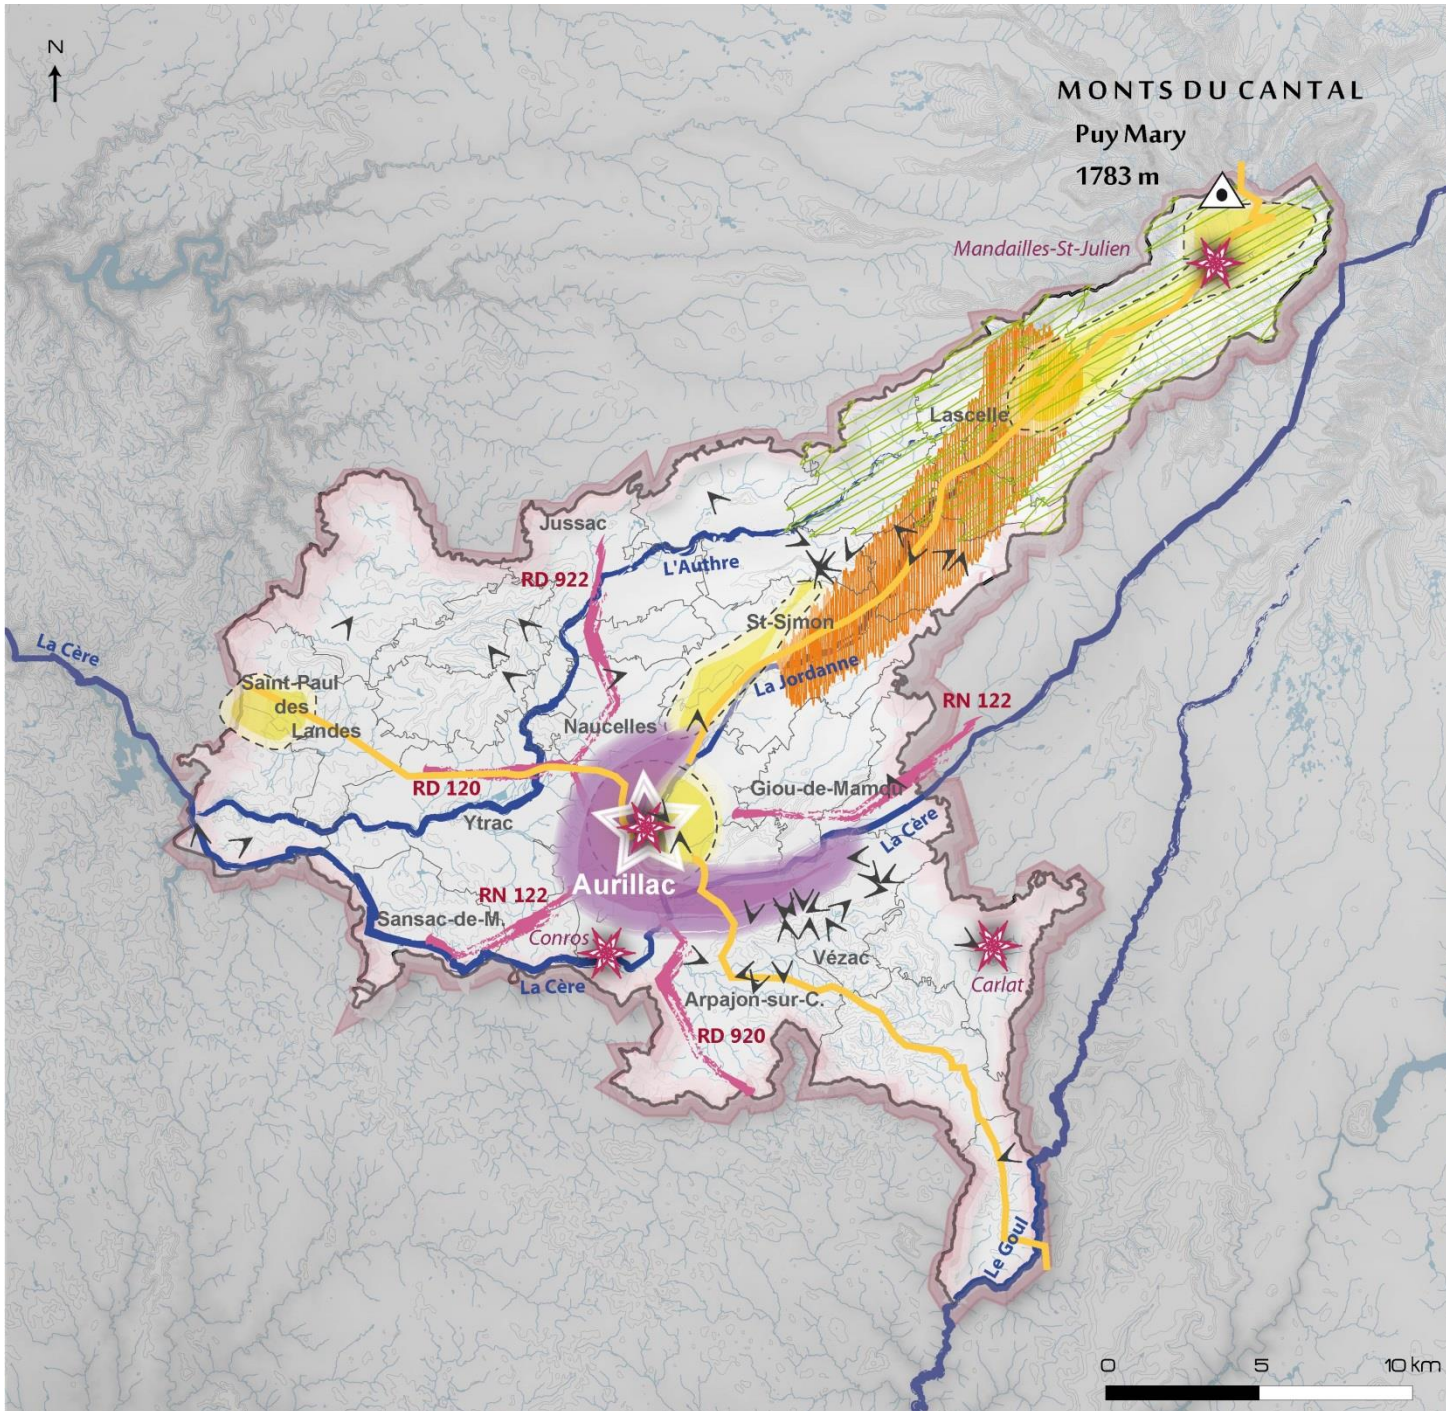 N
MONTS DU CANTAL
Puy Mary
1783 m
Mandailles-St-Julien
Lascelle
Jussac
RD 922
L'Authre
St-Simon
La Cère
La Jordanne
Saint-Paul
des
Landes
RN 122
Naucelles
RD 120
Giou-de-Mamou
Ytrac
La Cère
Aurillac
RN 122
Sansac-de-M.
Conros
Vézac
La Cère
Carlat
Arpajon-sur-C.
RD 920
Le Goul
0 5 10 km